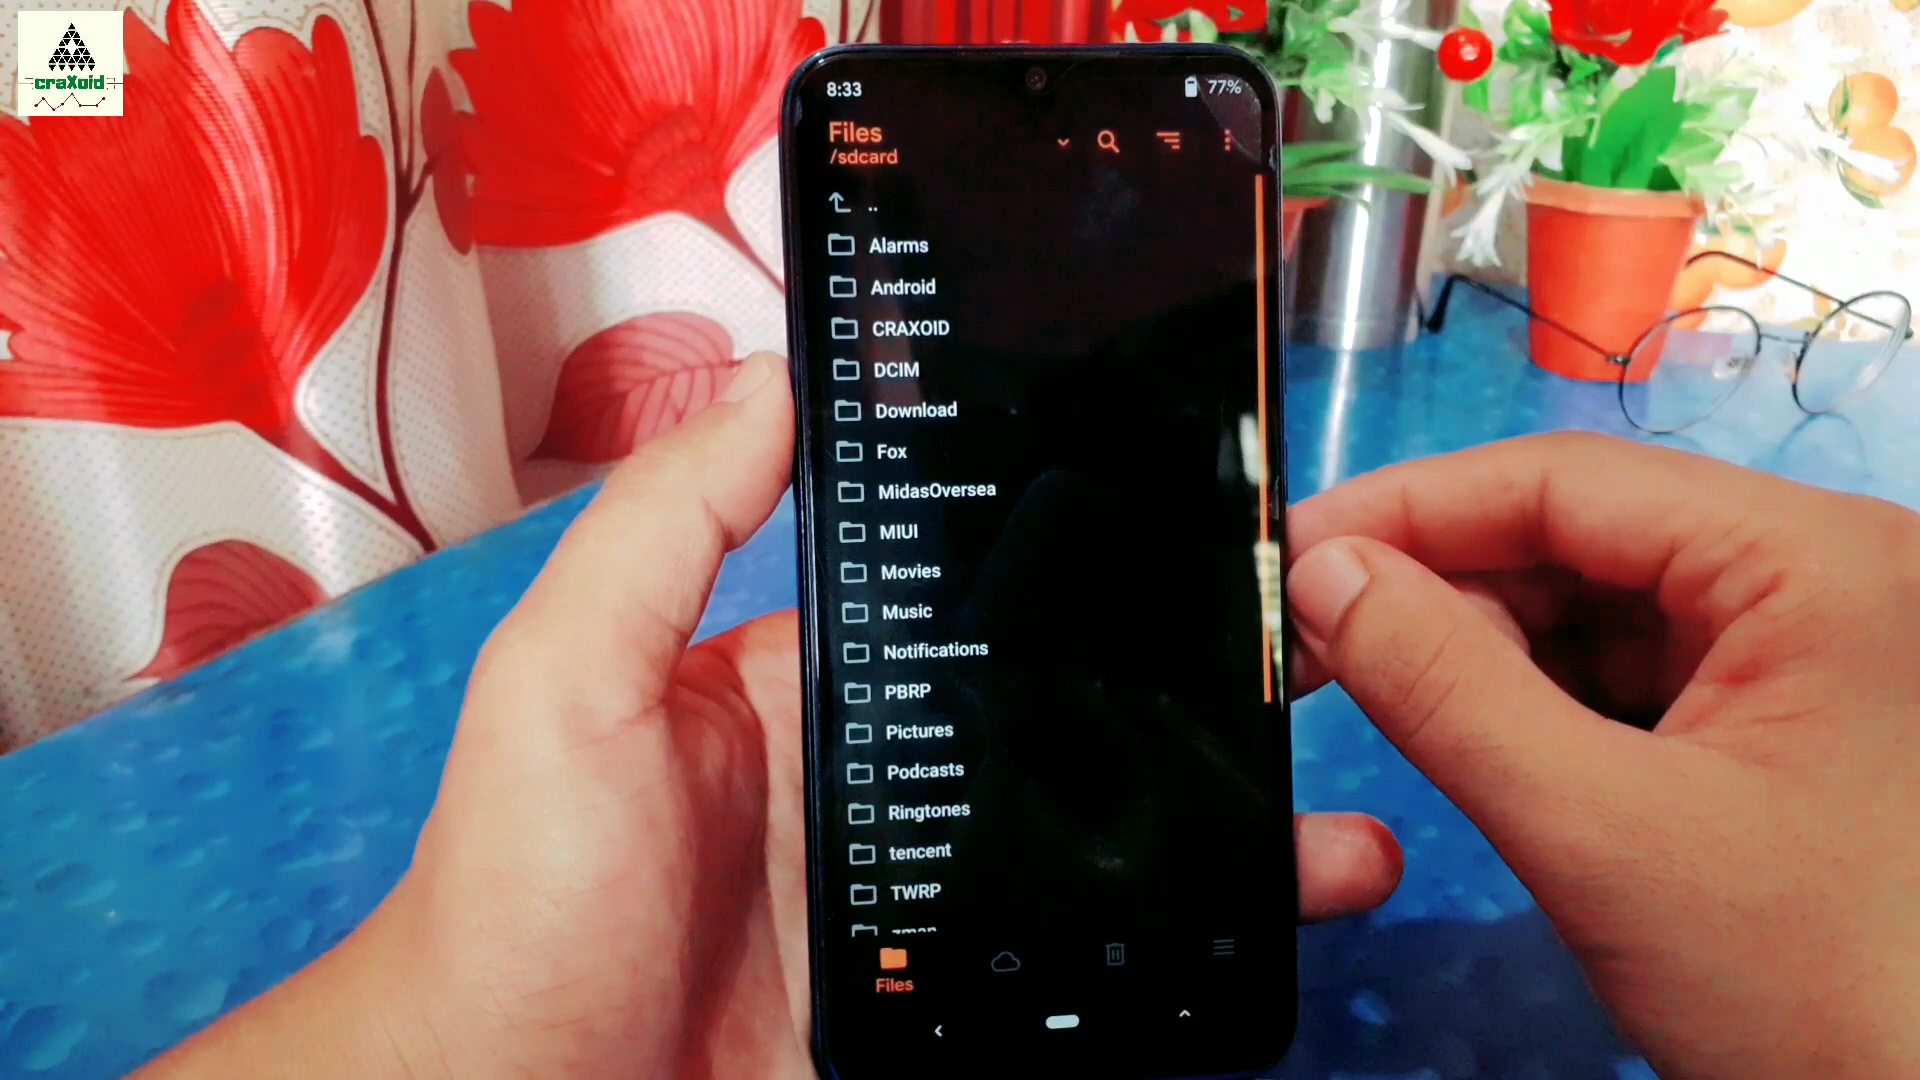 craXoid
8:33
77%
Files
/sdcard
..
Alarms
Android
CRAXOID
DCIM
Download
Fox
MidasOversea
MIUI
Movies
Music
Notifications
PBRP
Pictures
Podcasts
Ringtones
tencent
TWRP
Files